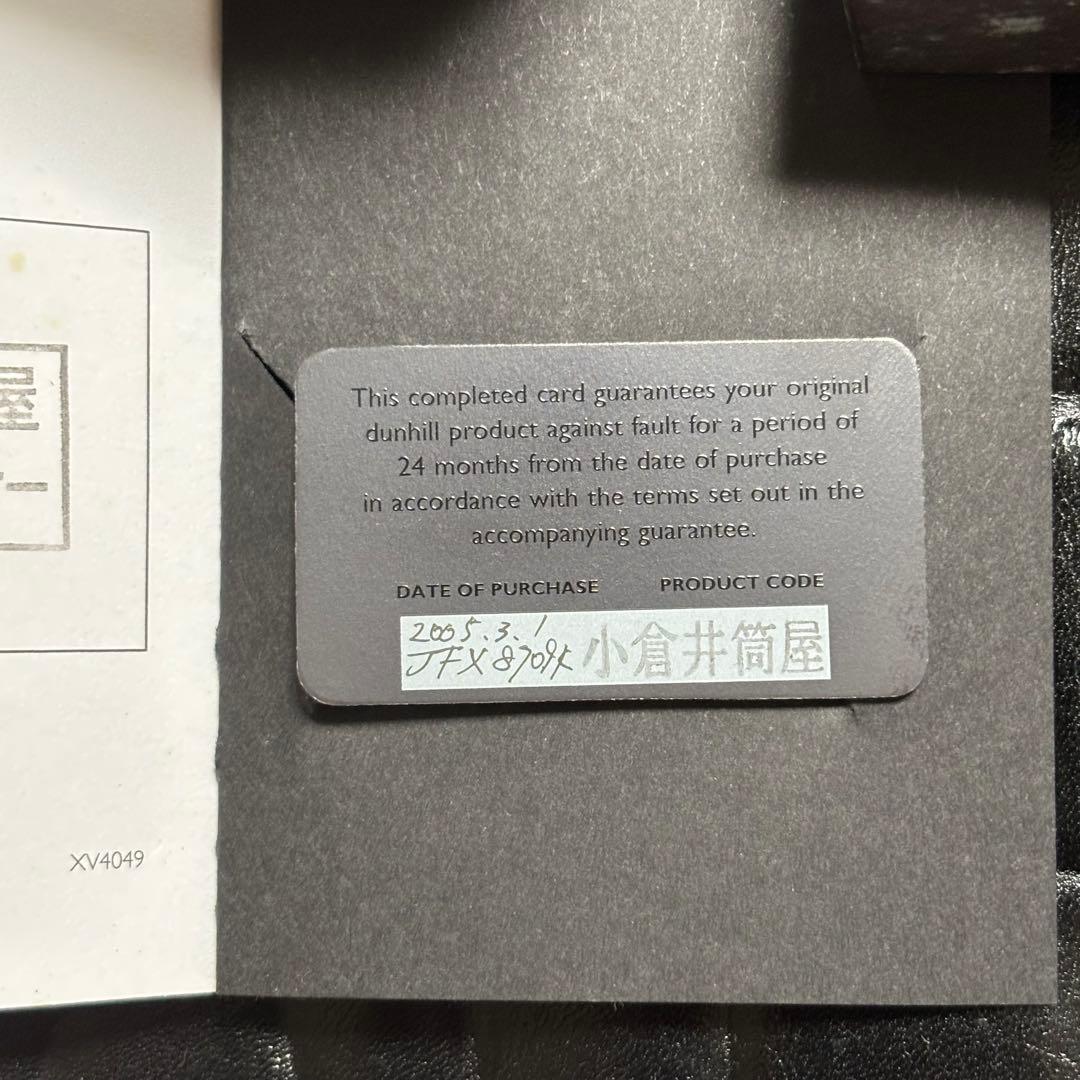 屋
ー
XV4049
This completed card guarantees your original
dunhill product against fault for a period of
24 months from the date of purchase
in accordance with the terms set out in the
accompanying guarantee.
DATE OF PURCHASE PRODUCT CODE
2005.3.1
小倉井筒屋